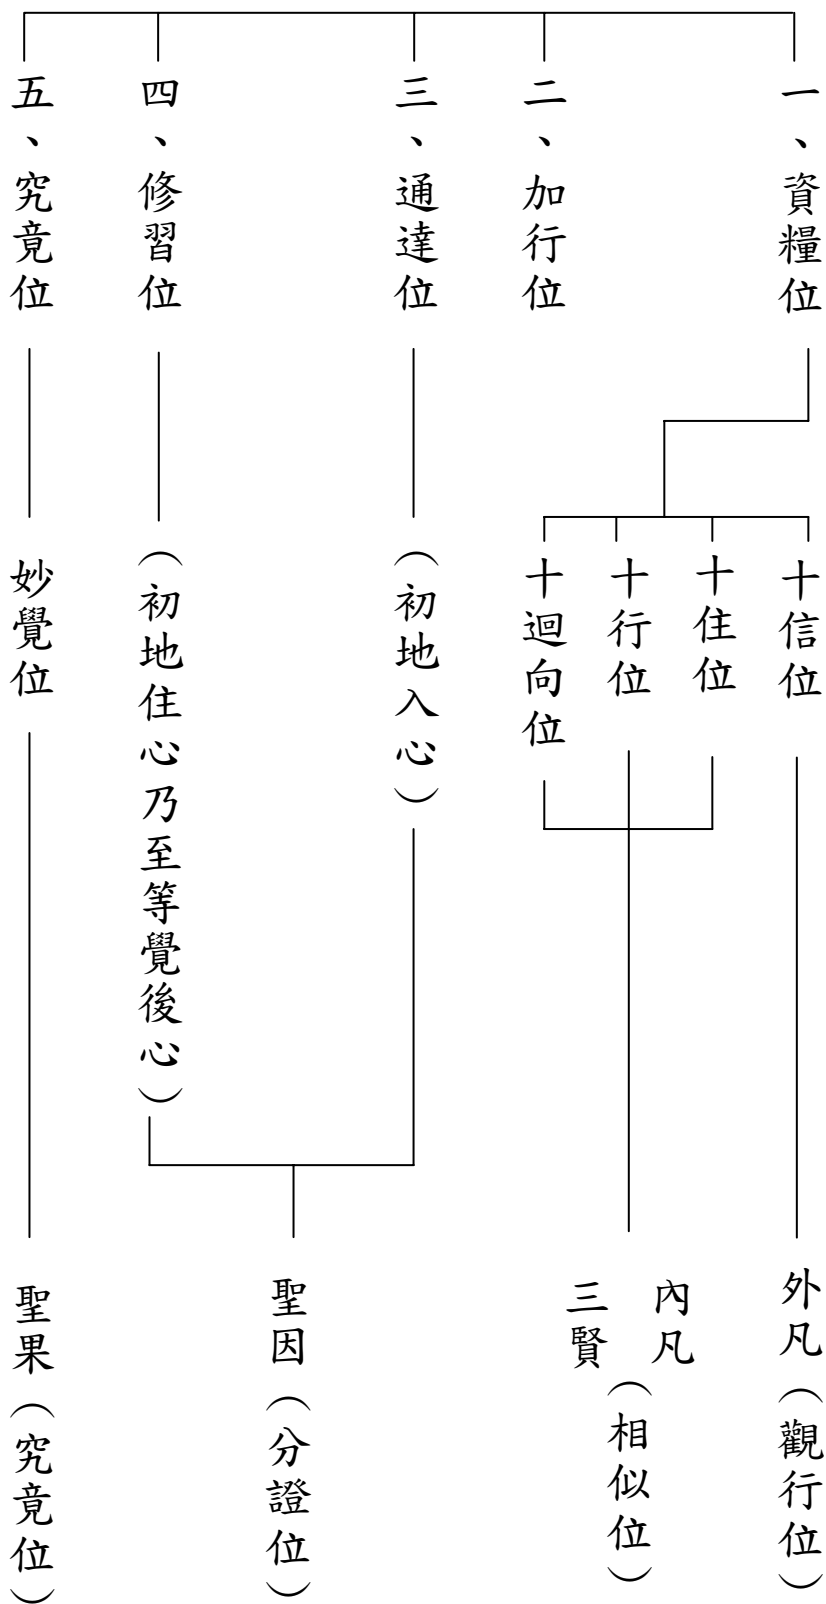 一、資糧位
十信位
外凡（觀行位）
十住位
十行位
十迴向位
內凡
三賢
（相似位）
二、加行位
三、通達位
（初地入心）
四、修習位
（初地住心乃至等覺後心）
聖因（分證位）
五、究竟位
妙覺位
聖果（究竟位）